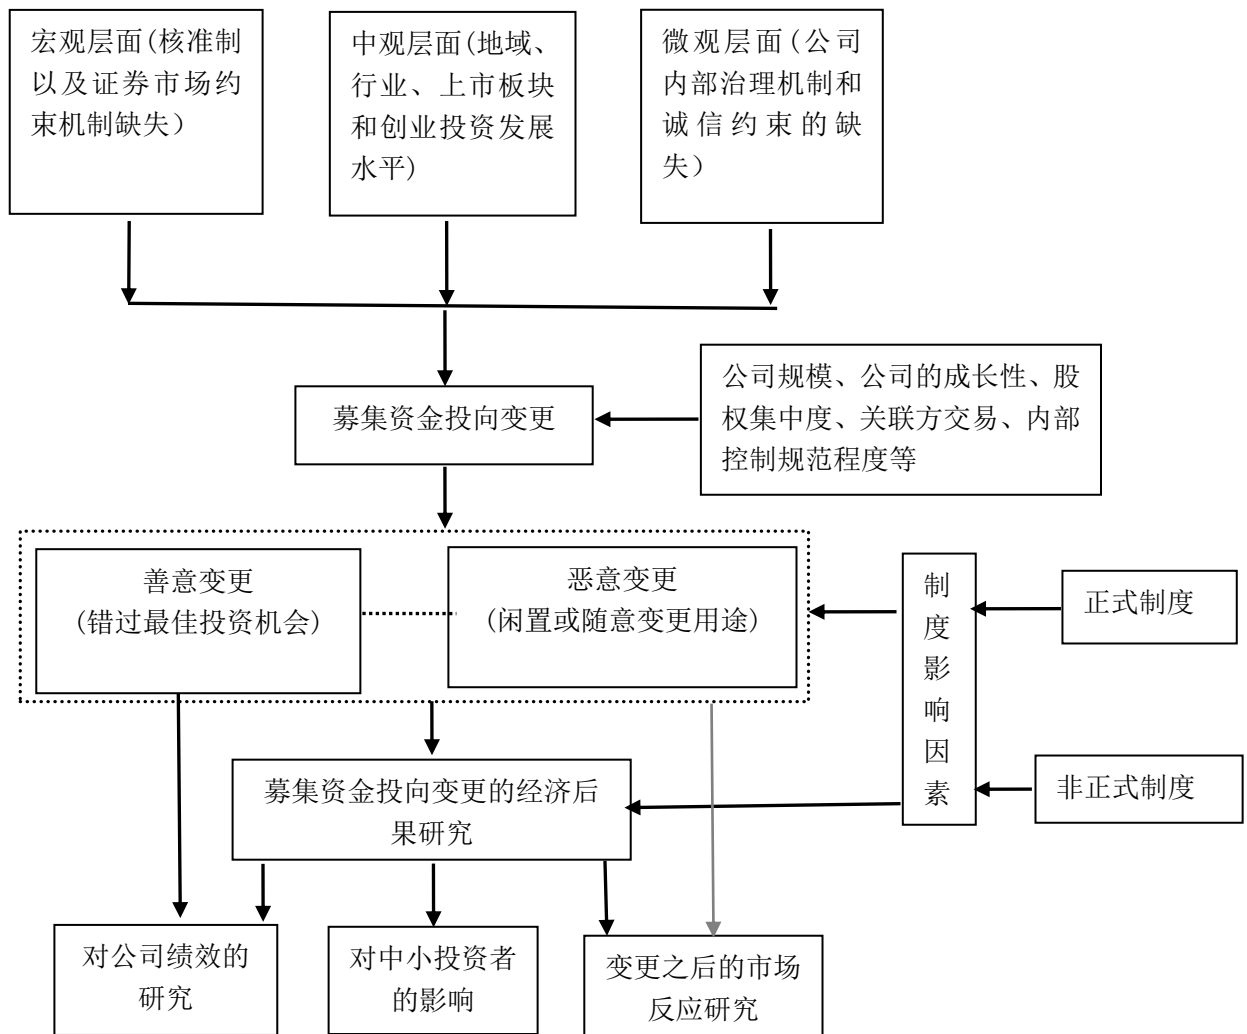 宏观层面(核准制
以及证券市场约
束机制缺失）
中观层面(地域、
行业、上市板块
和创业投资发展
水平)
微观层面(公司
内部治理机制和
诚信约束的缺
失）
募集资金投向变更
公司规模、公司的成长性、股
权集中度、关联方交易、内部
控制规范程度等
善意变更
(错过最佳投资机会)
恶意变更
(闲置或随意变更用途)
制
度
影
响
因
素
正式制度
非正式制度
募集资金投向变更的经济后
果研究
对公司绩效的
研究
对中小投资者
的影响
变更之后的市场
反应研究